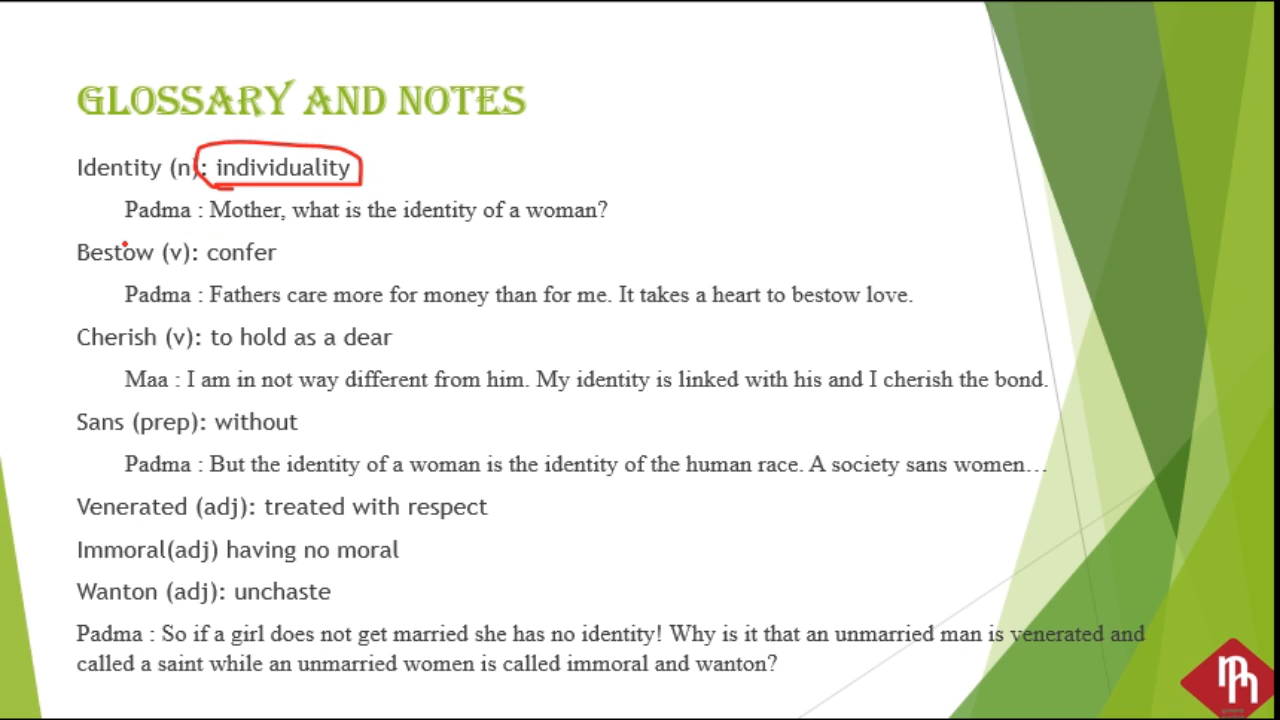 GLOSSARY AND NOTES
Identity (n): individuality
Padma : Mother, what is the identity of a woman?
Bestow (v): confer
Padma : Fathers care more for money than for me. It takes a heart to bestow love.
Cherish (v): to hold as a dear
Maa : I am in not way different from him. My identity is linked with his and I cherish the bond.
Sans (prep): without
Padma : But the identity of a woman is the identity of the human race. A society sans women…
Venerated (adj): treated with respect
Immoral(adj) having no moral
Wanton (adj): unchaste
Padma : So if a girl does not get married she has no identity! Why is it that an unmarried man is venerated and
called a saint while an unmarried women is called immoral and wanton?